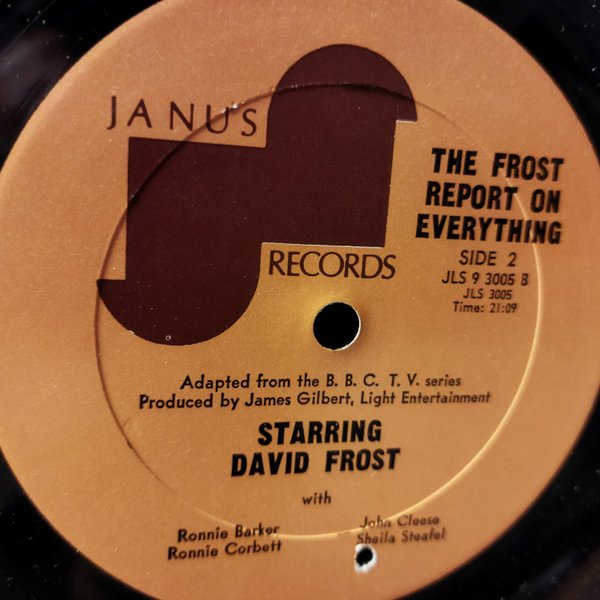 JANUS
RECORDS
THE FROST
REPORT ON
EVERYTHING
SIDE 2
JLS 9 3005 B
JLS 3005
Time: 21:09
Adapted from the B. B. C. T. V. series
Produced by James Gilbert, Light Entertainment
STARRING
DAVID FROST
with
Ronnie Barker
Ronnie Corbett
John Cleese
Sheila Steafel